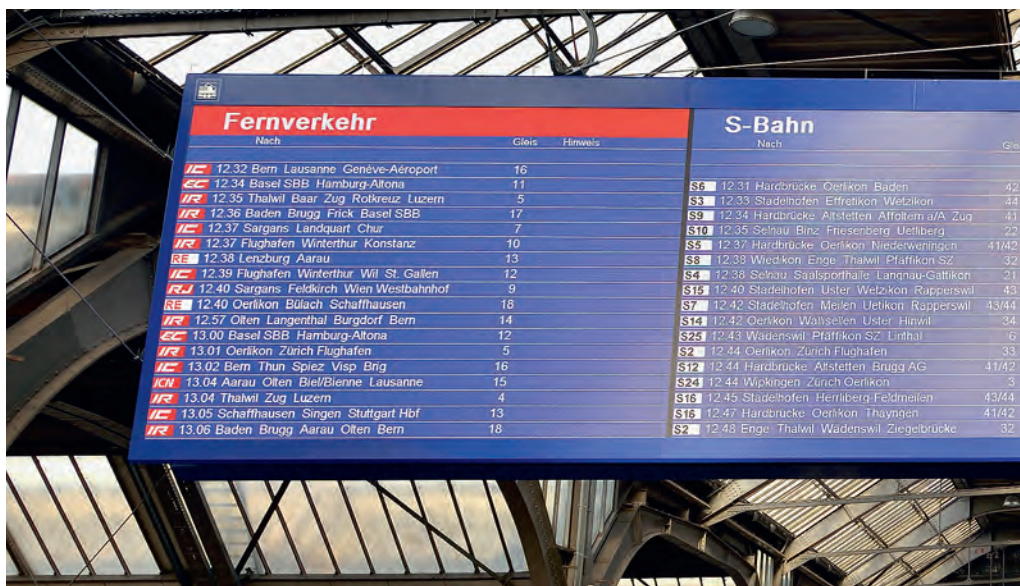 Fernverkehr
Nach Gleis Hinweis
IC 12.32 Bern Lausanne Genève-Aéroport 16
EC 12.34 Basel SBB Hamburg-Altona 11
IR 12.35 Thalwil Baar Zug Rotkreuz Luzern 5
IR 12.36 Baden Brugg Frick Basel SBB 17
IC 12.37 Sargans Landquart Chur 7
IR 12.37 Flughafen Winterthur Konstanz 10
RE 12.38 Lenzburg Aarau 13
IC 12.39 Flughafen Winterthur Wil St. Gallen 12
RJ 12.40 Sargans Feldkirch Wien Westbahnhof 9
RE 12.40 Oerlikon Bülach Schaffhausen 18
IR 12.57 Olten Langenthal Burgdorf Bern 14
EC 13.00 Basel SBB Hamburg-Altona 12
IR 13.01 Oerlikon Zürich Flughafen 5
IC 13.02 Bern Thun Spiez Visp Brig 16
ICN 13.04 Aarau Olten Biel/Bienne Lausanne 15
IR 13.04 Thalwil Zug Luzern 4
IC 13.05 Schaffhausen Singen Stuttgart Hbf 13
IR 13.06 Baden Brugg Aarau Olten Bern 18
S-Bahn
Nach Glei
S6 12.31 Hardbrücke Oerlikon Baden 42
S3 12.33 Stadelhofen Effretikon Wetzikon 44
S9 12.34 Hardbrücke Altstetten Affoltern a/A Zug 41
S10 12.35 Selnau Binz Friesenberg Uetliberg 22
S5 12.37 Hardbrücke Oerlikon Niederweningen 41/42
S8 12.38 Wiedikon Enge Thalwil Pfäffikon SZ 32
S4 12.38 Selnau Saalsporthalle Langnau-Gattikon 21
S15 12.40 Stadelhofen Uster Wetzikon Rapperswil 43
S7 12.42 Stadelhofen Meilen Uetikon Rapperswil 43/44
S14 12.42 Oerlikon Wallisellen Uster Hinwil 34
S25 12.43 Wädenswil Pfäffikon SZ Linthal 6
S2 12.44 Oerlikon Zürich Flughafen 33
S12 12.44 Hardbrücke Altstetten Brugg AG 41/42
S24 12.44 Wipkingen Zürich Oerlikon 3
S16 12.45 Stadelhofen Herrliberg-Feldmeilen 43/44
S16 12.47 Hardbrücke Oerlikon Thayngen 41/42
S2 12.48 Enge Thalwil Wädenswil Ziegelbrücke 32